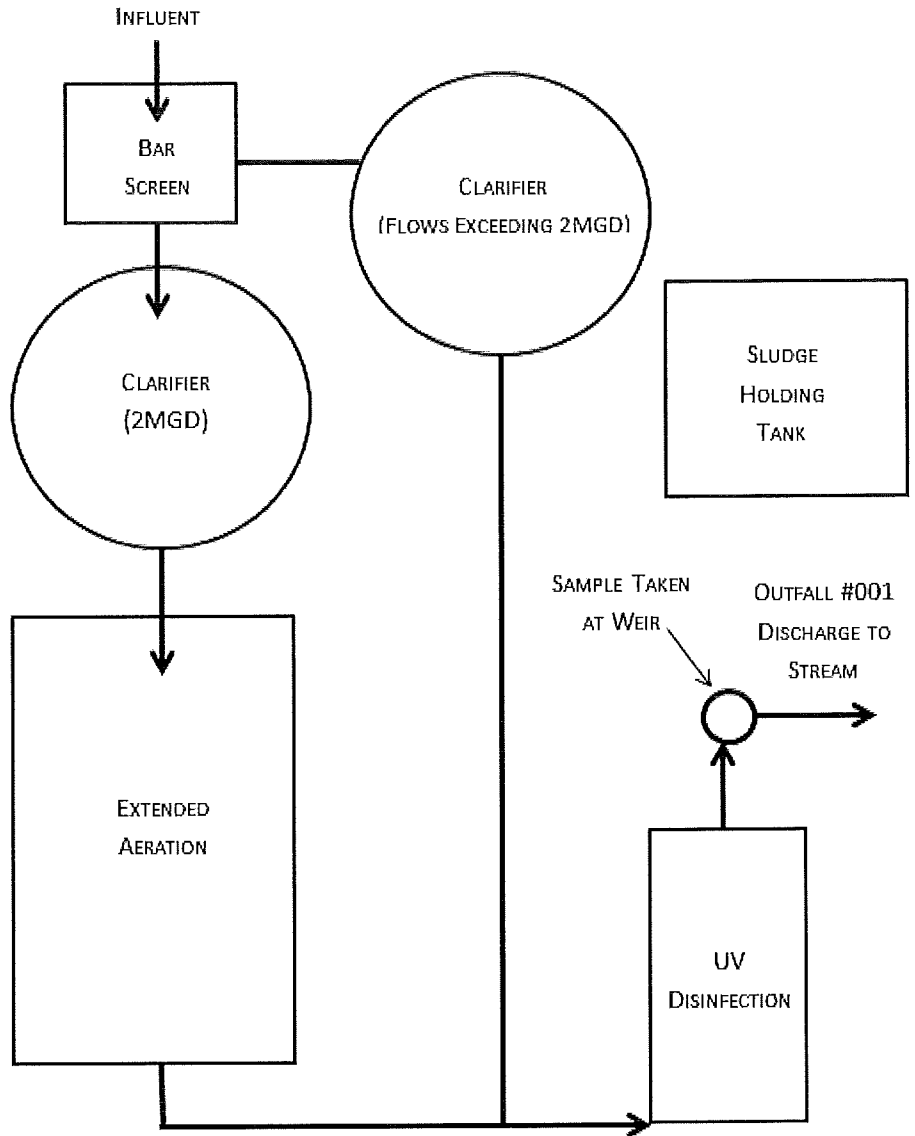 INFLUENT
BAR
SCREEN
CLARIFIER
(FLOWS EXCEEDING 2MGD)
CLARIFIER
(2MGD)
SLUDGE
HOLDING
TANK
SAMPLE TAKEN
AT WEIR
OUTFALL #001
DISCHARGE TO
STREAM
EXTENDED
AERATION
UV
DISINFECTION